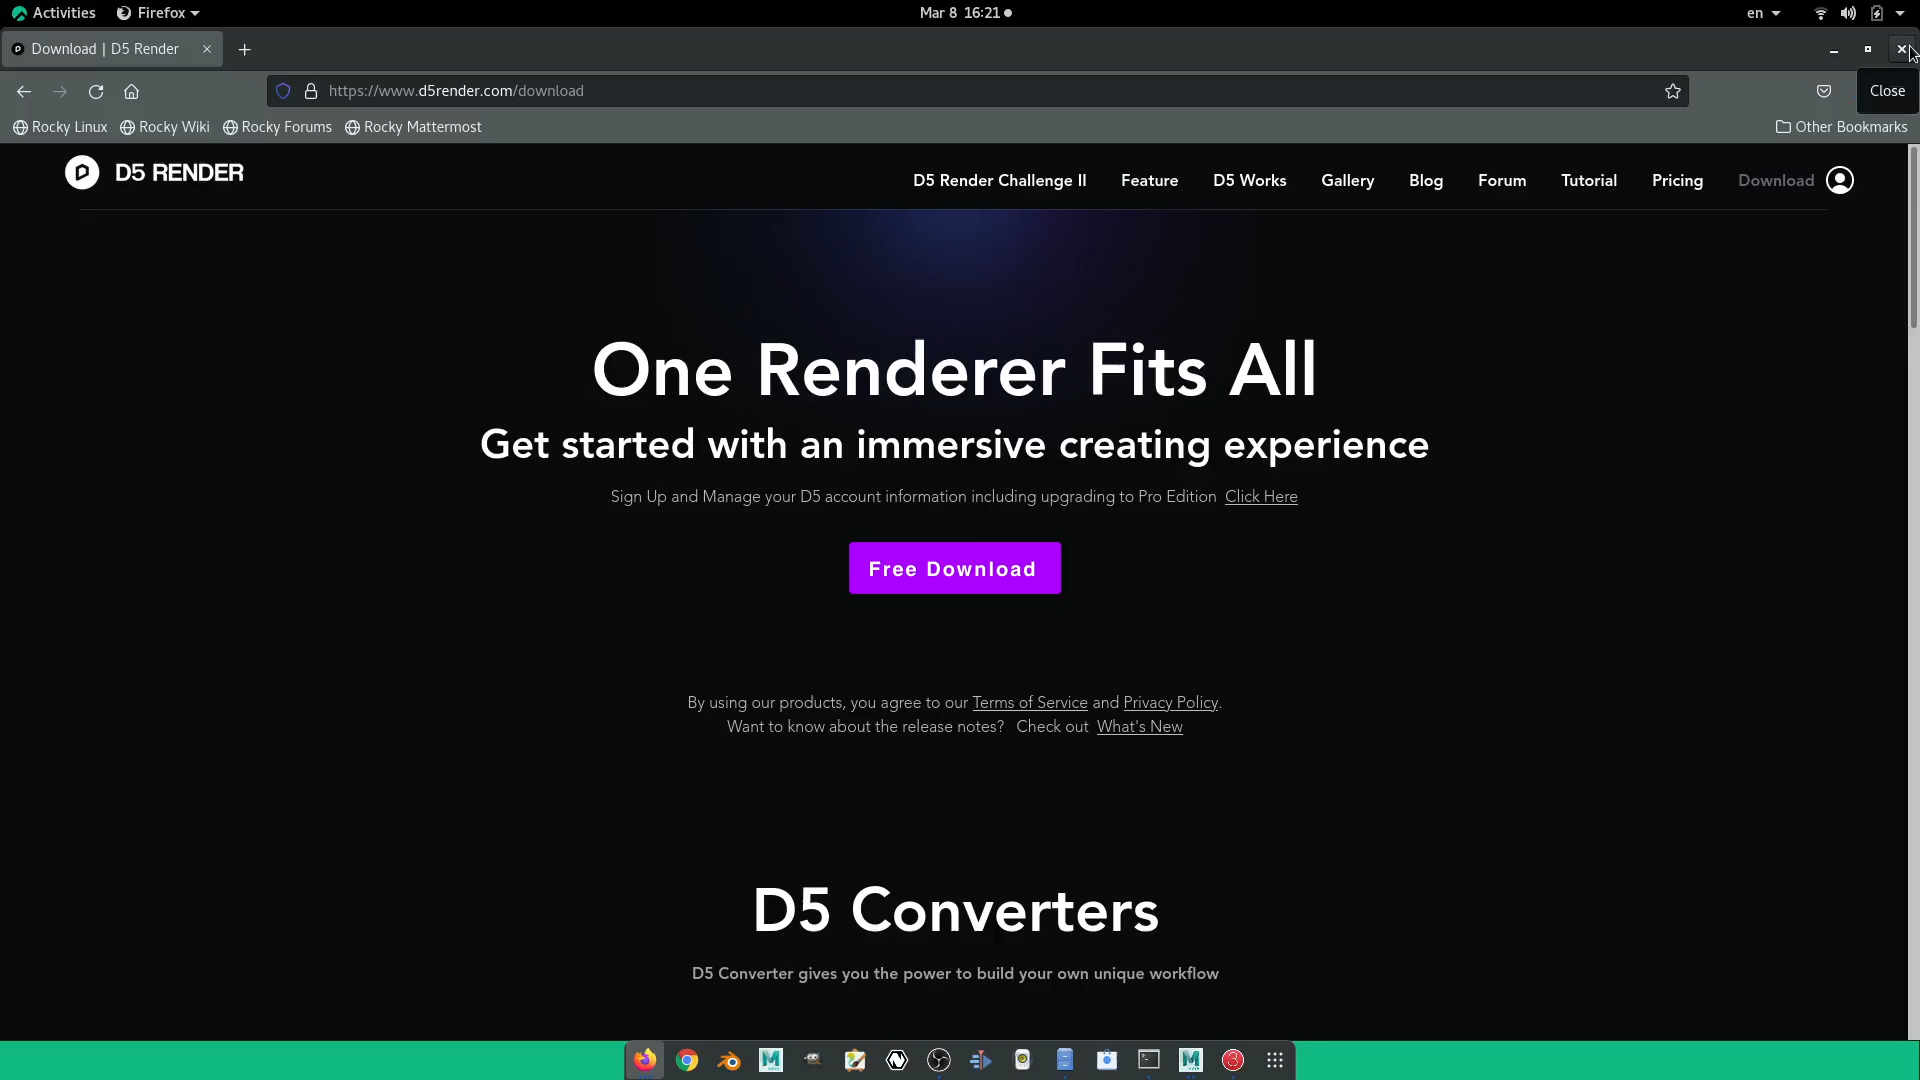 Activities Firefox Mar 8 16:21 en
Download | D5 Render
https://www.d5render.com/download Close
Rocky Linux Rocky Wiki Rocky Forums Rocky Mattermost Other Bookmarks
D5 RENDER D5 Render Challenge II Feature D5 Works Gallery Blog Forum Tutorial Pricing Download
One Renderer Fits All
Get started with an immersive creating experience
Sign Up and Manage your D5 account information including upgrading to Pro Edition Click Here
Free Download
By using our products, you agree to our Terms of Service and Privacy Policy.
Want to know about the release notes? Check out What's New
D5 Converters
D5 Converter gives you the power to build your own unique workflow